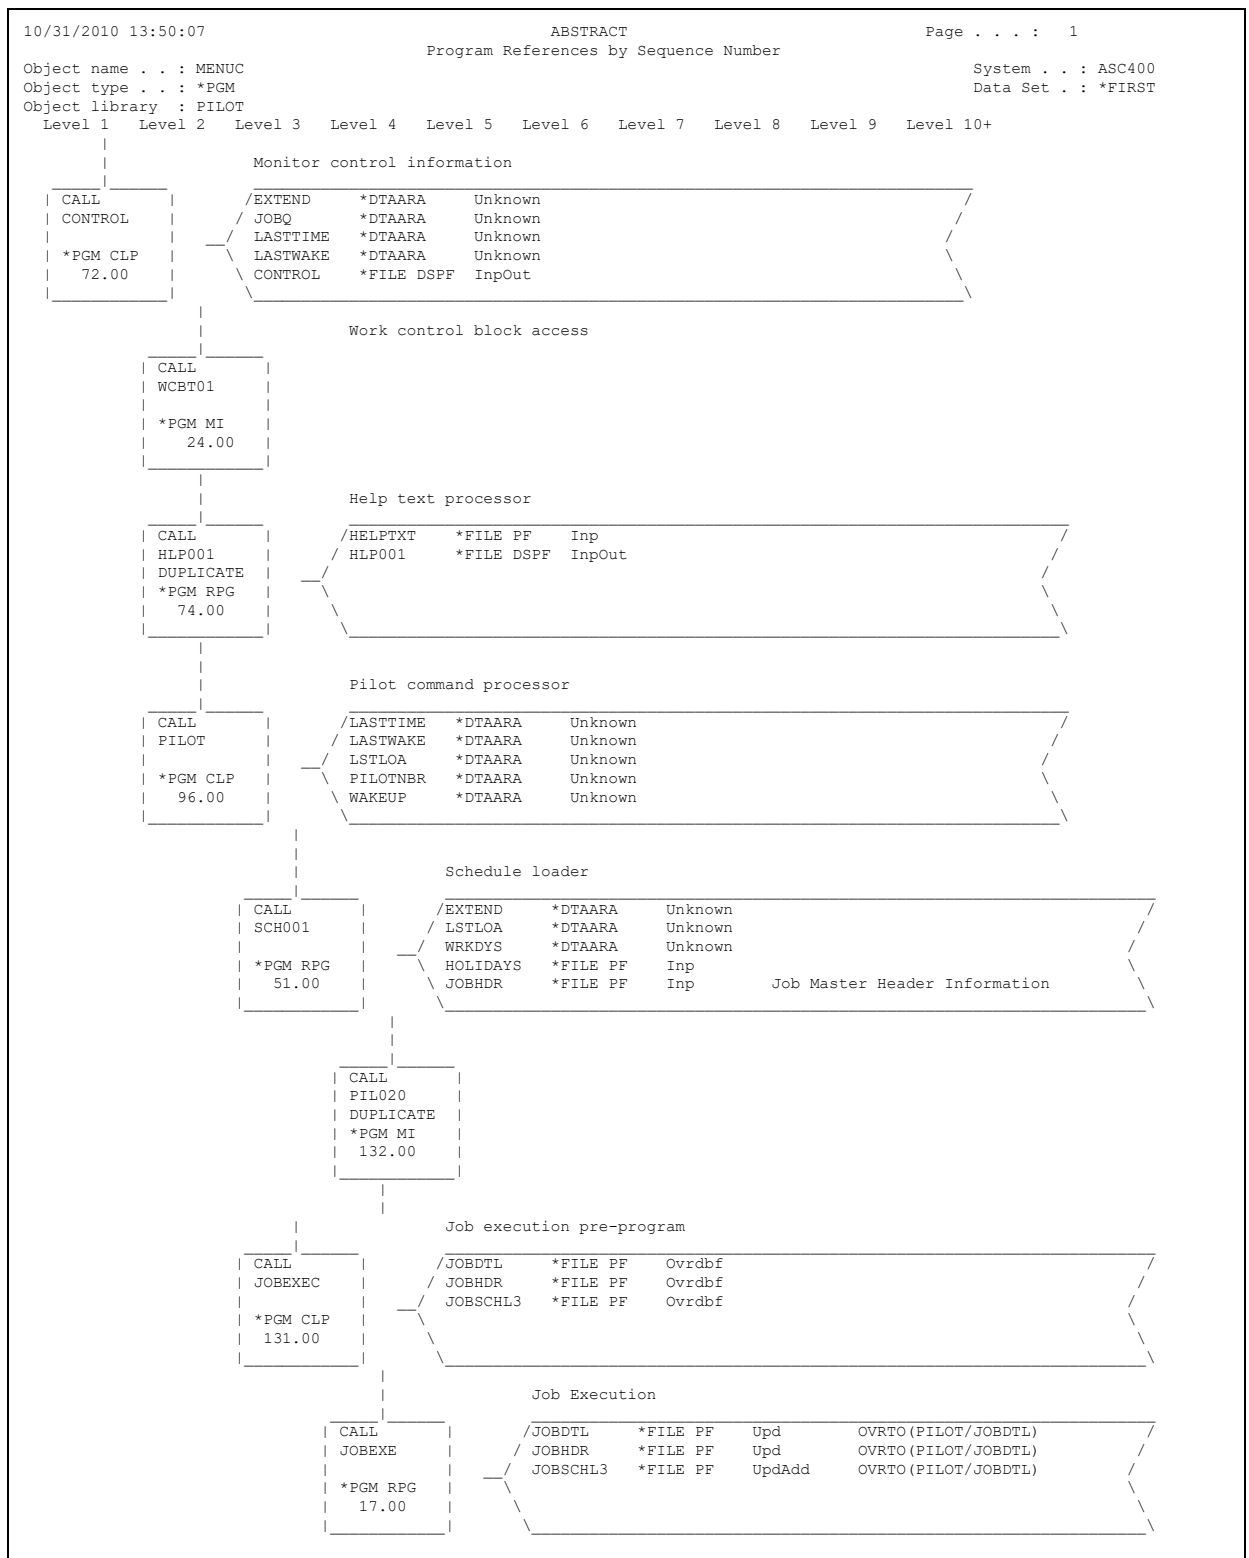 10/31/2010 13:50:07 ABSTRACT Page . . . : 1
Program References by Sequence Number
Object name . . : MENUC System . . : ASC400
Object type . . : *PGM Data Set . : *FIRST
Object library : PILOT
Level 1 Level 2 Level 3 Level 4 Level 5 Level 6 Level 7 Level 8 Level 9 Level 10+
Monitor control information
CALL EXTEND *DTAARA Unknown
CONTROL JOBQ *DTAARA Unknown
LASTTIME *DTAARA Unknown
*PGM CLP LASTWAKE *DTAARA Unknown
72.00 CONTROL *FILE DSPF InpOut
Work control block access
CALL
WCBT01
*PGM MI
24.00
Help text processor
CALL HELPTXT *FILE PF Inp
HLP001 HLP001 *FILE DSPF InpOut
DUPLICATE
*PGM RPG
74.00
Pilot command processor
CALL LASTTIME *DTAARA Unknown
PILOT LASTWAKE *DTAARA Unknown
LSTLOA *DTAARA Unknown
*PGM CLP PILOTNBR *DTAARA Unknown
96.00 WAKEUP *DTAARA Unknown
Schedule loader
CALL EXTEND *DTAARA Unknown
SCH001 LSTLOA *DTAARA Unknown
WRKDYS *DTAARA Unknown
*PGM RPG HOLIDAYS *FILE PF Inp
51.00 JOBHDR *FILE PF Inp Job Master Header Information
CALL
PIL020
DUPLICATE
*PGM MI
132.00
Job execution pre-program
CALL JOBDTL *FILE PF Ovrdbf
JOBEXEC JOBHDR *FILE PF Ovrdbf
JOBSCHL3 *FILE PF Ovrdbf
*PGM CLP
131.00
Job Execution
CALL JOBDTL *FILE PF Upd OVRTO(PILOT/JOBDTL)
JOBEXE JOBHDR *FILE PF Upd OVRTO(PILOT/JOBDTL)
JOBSCHL3 *FILE PF UpdAdd OVRTO(PILOT/JOBDTL)
*PGM RPG
17.00